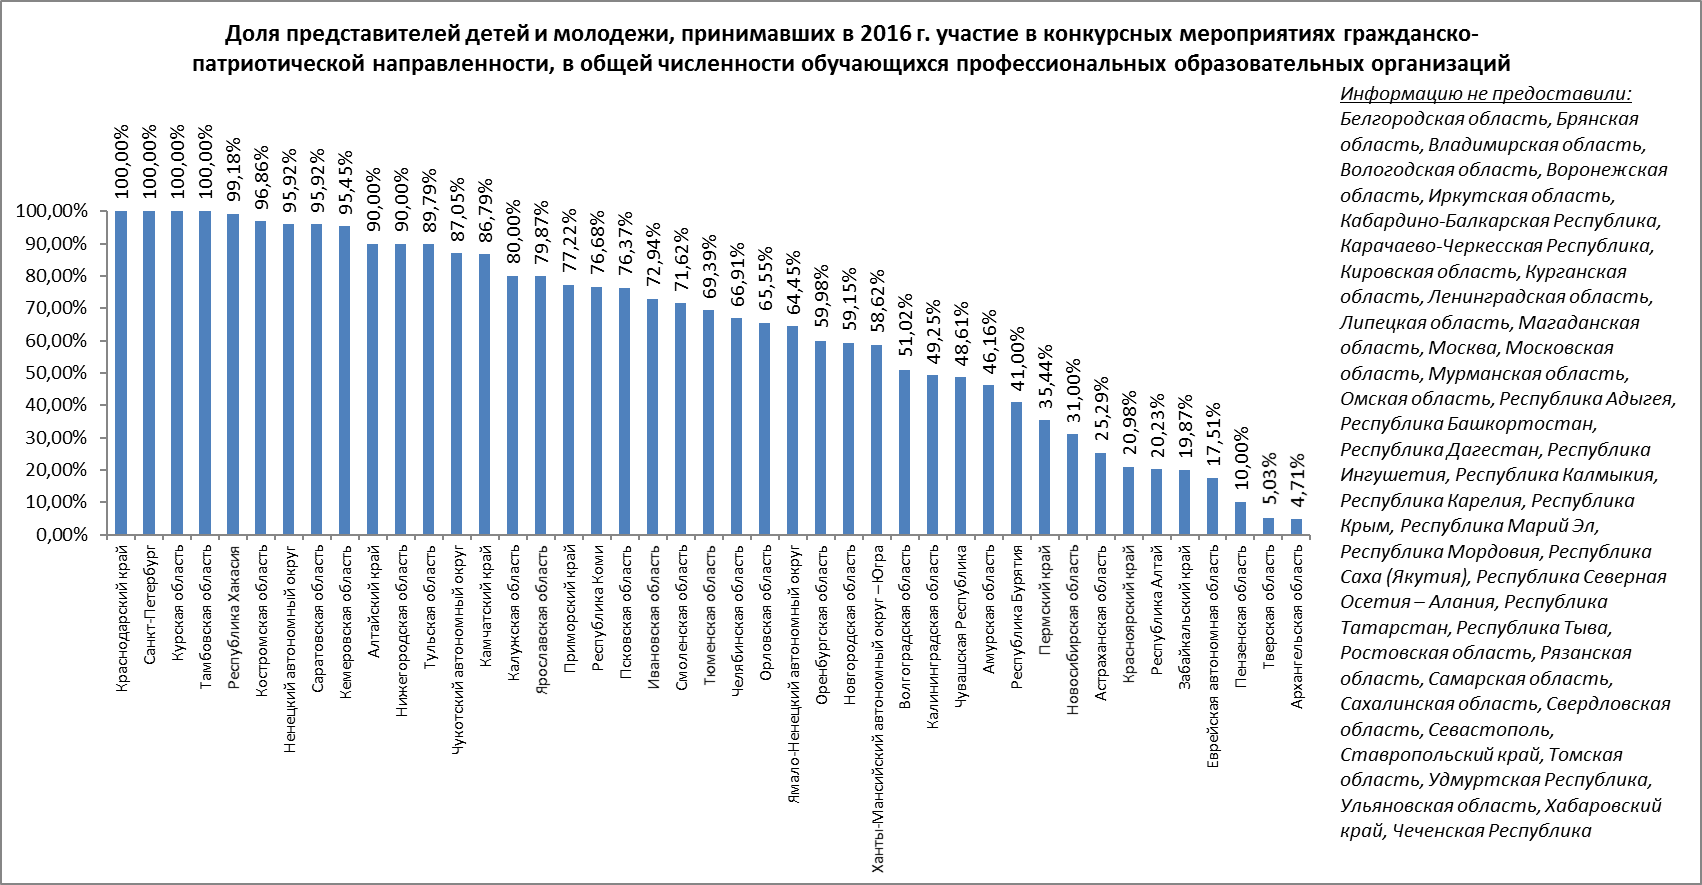 Доля представителей детей и молодежи, принимавших в 2016 г. участие в конкурсных мероприятиях гражданско-
патриотической направленности, в общей численности обучающихся профессиональных образовательных организаций
Информацию не предоставили:
Белгородская область, Брянская
область, Владимирская область,
Вологодская область, Воронежская
область, Иркутская область,
Кабардино-Балкарская Республика,
Карачаево-Черкесская Республика,
Кировская область, Курганская
область, Ленинградская область,
Липецкая область, Магаданская
область, Москва, Московская
область, Мурманская область,
Омская область, Республика Адыгея,
Республика Башкортостан,
Республика Дагестан, Республика
Ингушетия, Республика Калмыкия,
Республика Карелия, Республика
Крым, Республика Марий Эл,
Республика Мордовия, Республика
Саха (Якутия), Республика Северная
Осетия – Алания, Республика
Татарстан, Республика Тыва,
Ростовская область, Рязанская
область, Самарская область,
Сахалинская область, Свердловская
область, Севастополь,
Ставропольский край, Томская
область, Удмуртская Республика,
Ульяновская область, Хабаровский
край, Чеченская Республика
100,00%
90,00%
80,00%
70,00%
60,00%
50,00%
40,00%
30,00%
20,00%
10,00%
0,00%
100,00%
100,00%
100,00%
100,00%
99,18%
96,86%
95,92%
95,92%
95,45%
90,00%
90,00%
89,79%
87,05%
86,79%
80,00%
79,87%
77,22%
76,68%
76,37%
72,94%
71,62%
69,39%
66,91%
65,55%
64,45%
59,98%
59,15%
58,62%
51,02%
49,25%
48,61%
46,16%
41,00%
35,44%
31,00%
25,29%
20,98%
20,23%
19,87%
17,51%
10,00%
5,03%
4,71%
Краснодарский край
Санкт-Петербург
Курская область
Тамбовская область
Республика Хакасия
Костромская область
Ненецкий автономный округ
Саратовская область
Кемеровская область
Алтайский край
Нижегородская область
Тульская область
Чукотский автономный округ
Камчатский край
Калужская область
Ярославская область
Приморский край
Республика Коми
Псковская область
Ивановская область
Смоленская область
Тюменская область
Челябинская область
Орловская область
Ямало-Ненецкий автономный округ
Оренбургская область
Новгородская область
Ханты-Мансийский автономный округ – Югра
Волгоградская область
Калининградская область
Чувашская Республика
Амурская область
Республика Бурятия
Пермский край
Новосибирская область
Астраханская область
Красноярский край
Республика Алтай
Забайкальский край
Еврейская автономная область
Пензенская область
Тверская область
Архангельская область